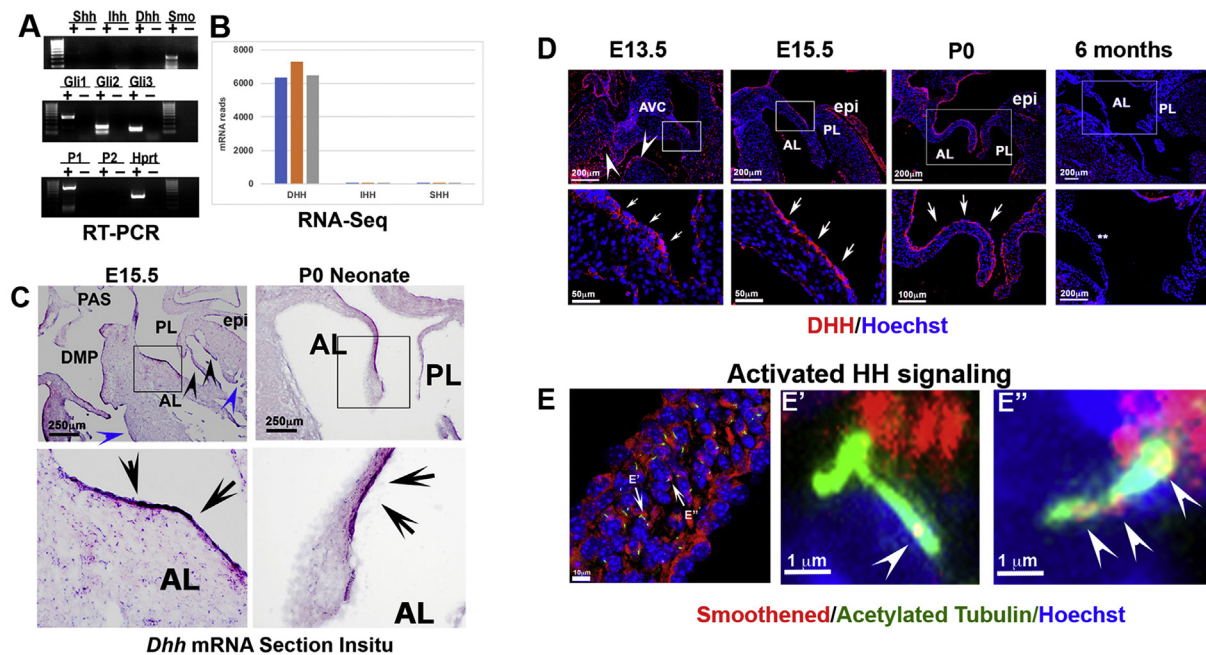 A
Shh Ihh Dhh Smo
+ − + − + − + −
Gli1 Gli2 Gli3
+ − + − + −
P1 P2 Hprt
+ − + − + −
RT-PCR
B
8000
7000
6000
5000
4000
3000
2000
1000
0
mRNA reads
DHH IHH SHH
RNA-Seq
C
E15.5 P0 Neonate
PAS
PL
epi
DMP
AL
250μm
AL
PL
250μm
AL
AL
Dhh mRNA Section Insitu
D
E13.5 E15.5 P0 6 months
AVC
200μm
epi
PL
AL
200μm
epi
AL
PL
200μm
AL
PL
200μm
50μm
50μm
100μm
**
200μm
DHH/Hoechst
Activated HH signaling
E
E'
E''
10μm
E'
1 μm
E''
1 μm
Smoothened/Acetylated Tubulin/Hoechst